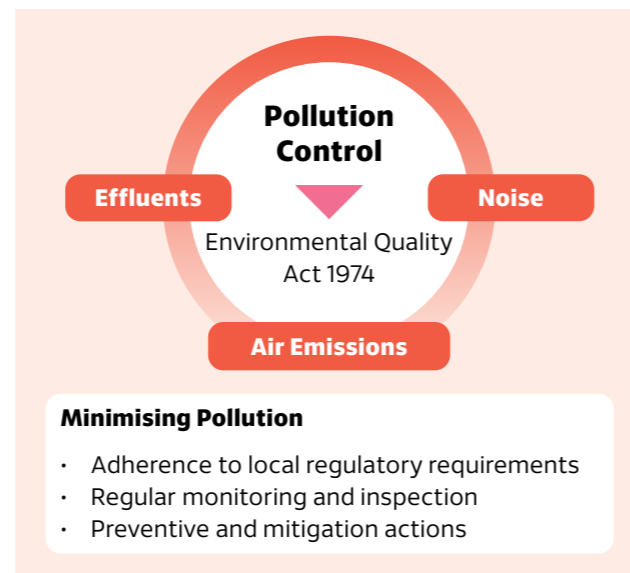 Pollution
Control
Effluents
Noise
Environmental Quality
Act 1974
Air Emissions
Minimising Pollution
• Adherence to local regulatory requirements
• Regular monitoring and inspection
• Preventive and mitigation actions